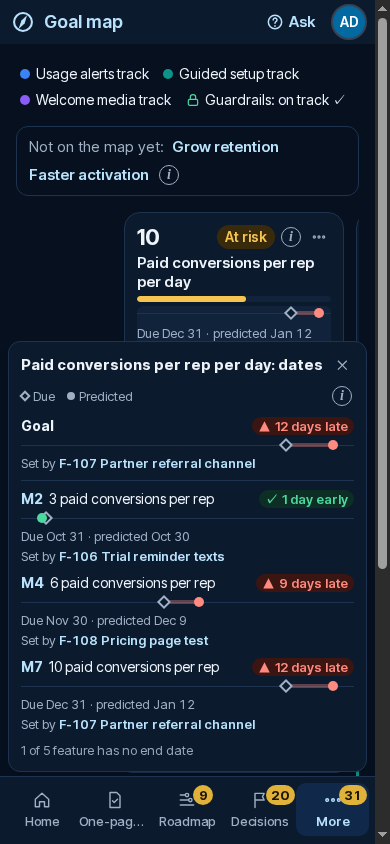 Goal map
Ask
AD
Usage alerts track
Guided setup track
Welcome media track
Guardrails: on track ✓
Not on the map yet: Grow retention
Faster activation
i
10
At risk
i
Paid conversions per rep
per day
Due Dec 31 · predicted Jan 12
Paid conversions per rep per day: dates
Due
Predicted
i
Goal
▲ 12 days late
Set by F-107 Partner referral channel
M2 3 paid conversions per rep
✓ 1 day early
Due Oct 31 · predicted Oct 30
Set by F-106 Trial reminder texts
M4 6 paid conversions per rep
▲ 9 days late
Due Nov 30 · predicted Dec 9
Set by F-108 Pricing page test
M7 10 paid conversions per rep
▲ 12 days late
Due Dec 31 · predicted Jan 12
Set by F-107 Partner referral channel
1 of 5 feature has no end date
9
20
31
Home
One-pag…
Roadmap
Decisions
More